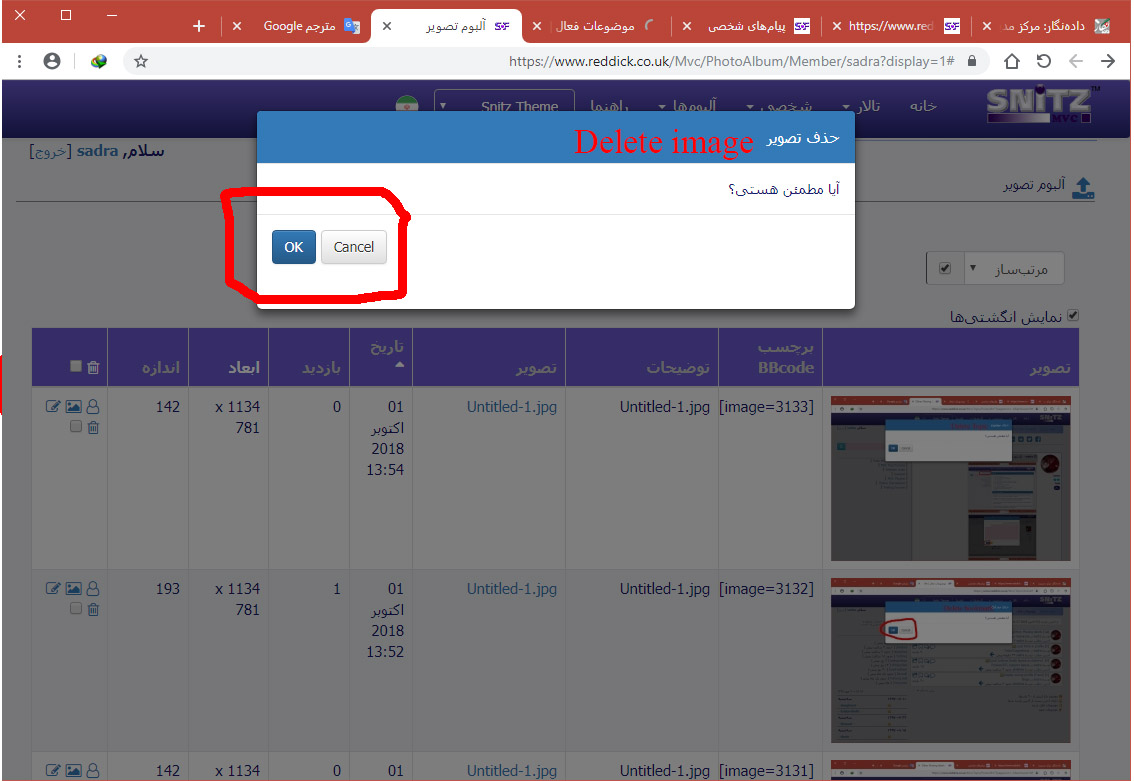 داده‌نگار: مرکز مد
https://www.red
پیام‌های شخصی
موضوعات فعال
آلبوم تصویر
مترجم Google
https://www.reddick.co.uk/Mvc/PhotoAlbum/Member/sadra?display=1#
SNiTZ™
MVC
خانه
تالار
شخصی
آلبوم‌ها
راهنما
Snitz Theme
سلام, sadra [خروج]
حذف تصویر
Delete image
آیا مطمئن هستی؟
OK
Cancel
آلبوم تصویر
مرتب‌ساز
نمایش انگشتی‌ها
تصویر
برچسب
BBcode
توضیحات
تصویر
تاریخ
بازدید
ابعاد
اندازه
[image=3133]
Untitled-1.jpg
Untitled-1.jpg
01
اکتوبر
2018
13:54
0
1134 x
781
142
[image=3132]
Untitled-1.jpg
Untitled-1.jpg
01
اکتوبر
2018
13:52
1
1134 x
781
193
[image=3131]
Untitled-1.jpg
Untitled-1.jpg
01
0
1134 x
142